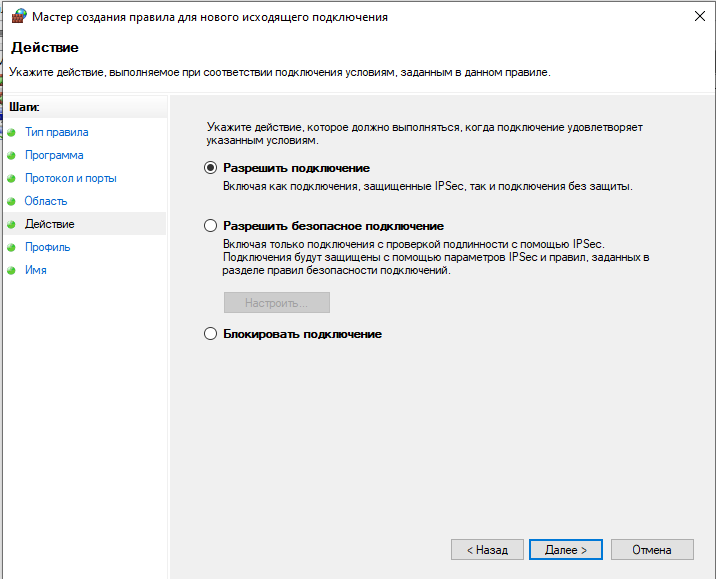 Мастер создания правила для нового исходящего подключения
Действие
Укажите действие, выполняемое при соответствии подключения условиям, заданным в данном правиле.
Шаги:
Тип правила
Программа
Протокол и порты
Область
Действие
Профиль
Имя
Укажите действие, которое должно выполняться, когда подключение удовлетворяет
указанным условиям.
Разрешить подключение
Включая как подключения, защищенные IPSec, так и подключения без защиты.
Разрешить безопасное подключение
Включая только подключения с проверкой подлинности с помощью IPSec.
Подключения будут защищены с помощью параметров IPSec и правил, заданных в
разделе правил безопасности подключений.
Настроить...
Блокировать подключение
< Назад
Далее >
Отмена